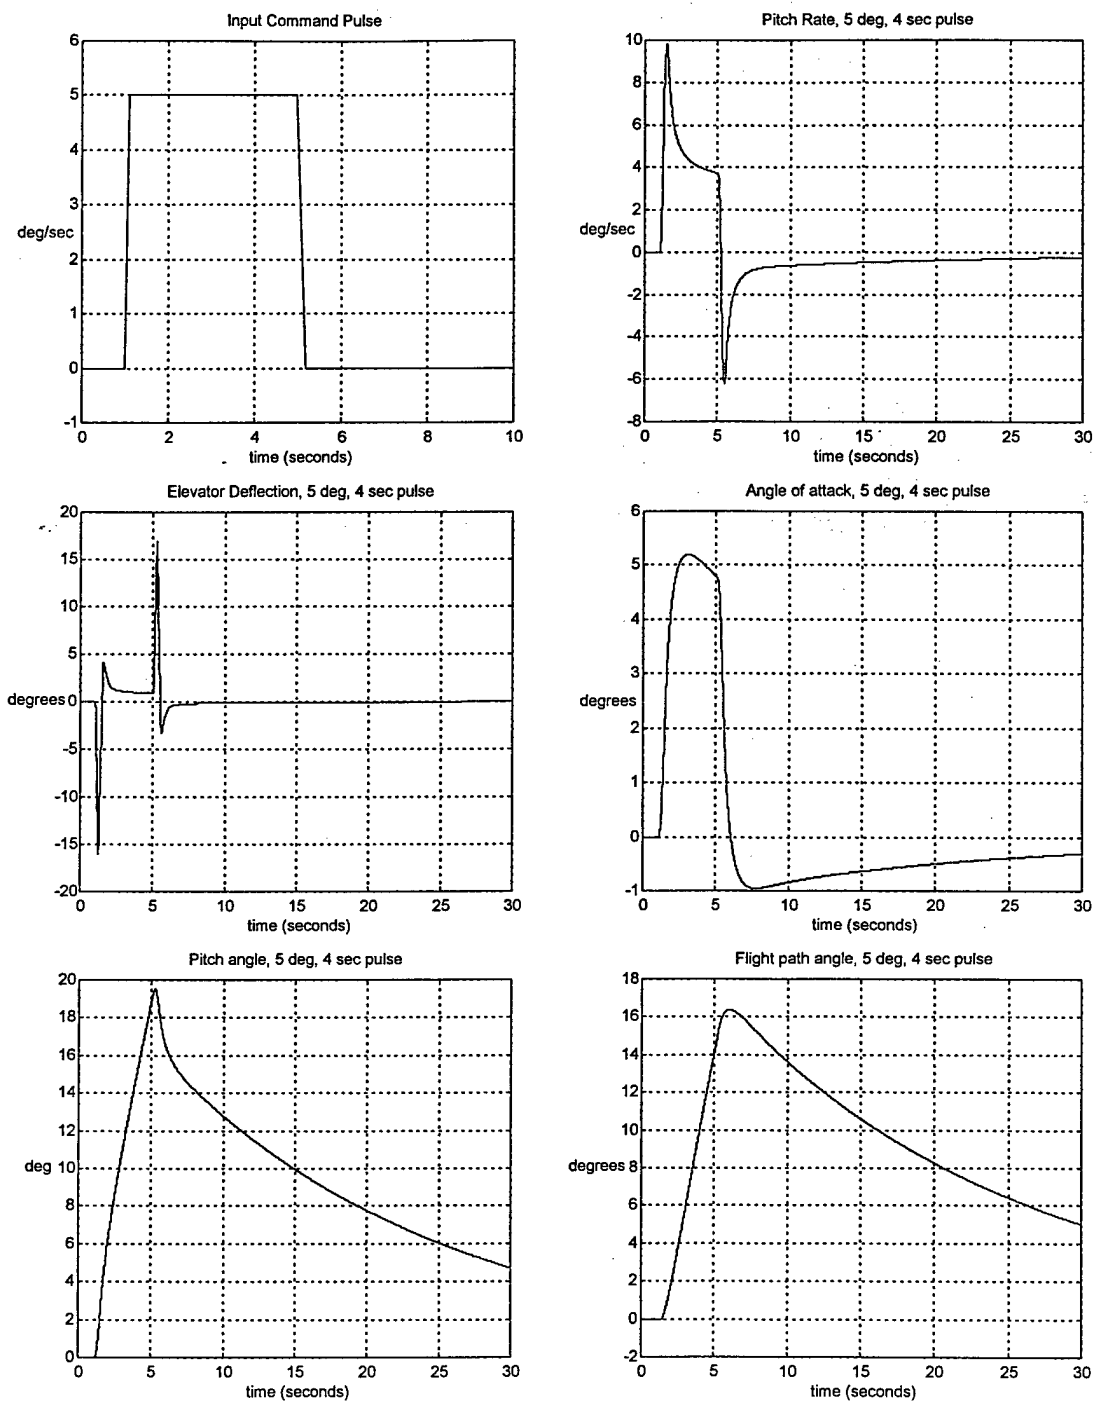 Input Command Pulse
6
5
4
3
deg/sec
2
1
0
-1
0 2 4 6 8 10
time (seconds)
Pitch Rate, 5 deg, 4 sec pulse
10
8
6
4
2
deg/sec
0
-2
-4
-6
-8
0 5 10 15 20 25 30
time (seconds)
Elevator Deflection, 5 deg, 4 sec pulse
20
15
10
5
degrees 0
-5
-10
-15
-20
0 5 10 15 20 25 30
time (seconds)
Angle of attack, 5 deg, 4 sec pulse
6
5
4
3
degrees
2
1
0
-1
0 5 10 15 20 25 30
time (seconds)
Pitch angle, 5 deg, 4 sec pulse
20
18
16
14
12
deg 10
8
6
4
2
0
0 5 10 15 20 25 30
time (seconds)
Flight path angle, 5 deg, 4 sec pulse
18
16
14
12
10
degrees 8
6
4
2
0
-2
0 5 10 15 20 25 30
time (seconds)